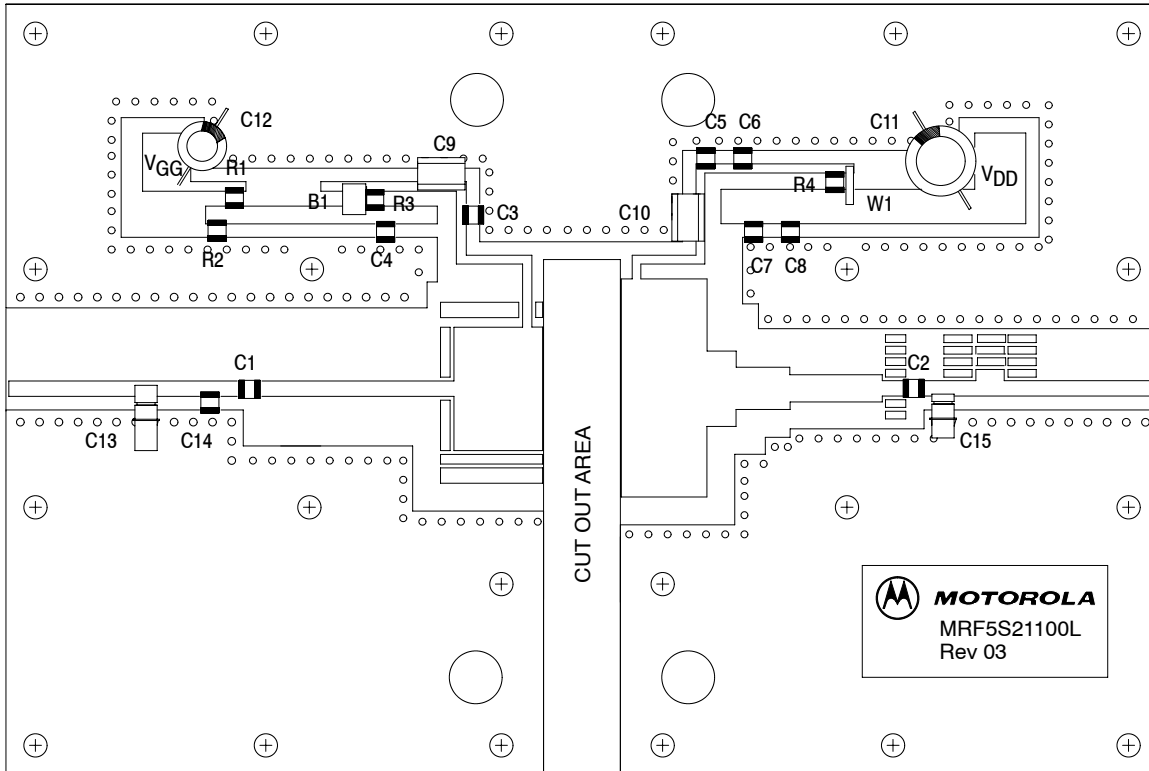 C12
C9
C5 C6
C11
VGG
R1
B1
R3
C3
C10
R4
W1
VDD
R2
C4
C7 C8
C1
C2
C13
C14
C15
CUT OUT AREA
MOTOROLA
MRF5S21100L
Rev 03